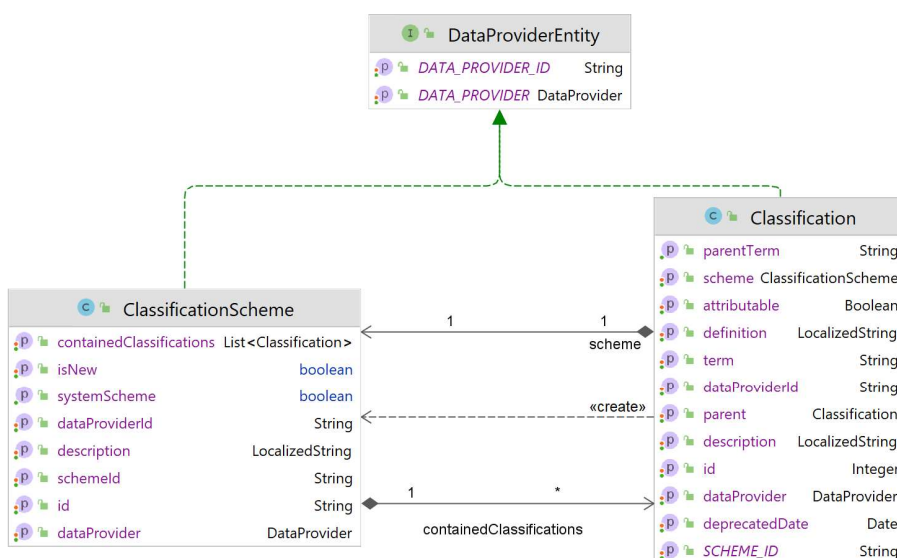 I DataProviderEntity
p DATA_PROVIDER_ID String
p DATA_PROVIDER DataProvider
C ClassificationScheme
p containedClassifications List<Classification>
p isNew boolean
p systemScheme boolean
p dataProviderId String
p description LocalizedString
p schemeId String
p id String
p dataProvider DataProvider
1 1
scheme
«create»
1 *
containedClassifications
C Classification
p parentTerm String
p scheme ClassificationScheme
p attributable Boolean
p definition LocalizedString
p term String
p dataProviderId String
p parent Classification
p description LocalizedString
p id Integer
p dataProvider DataProvider
p deprecatedDate Date
p SCHEME_ID String